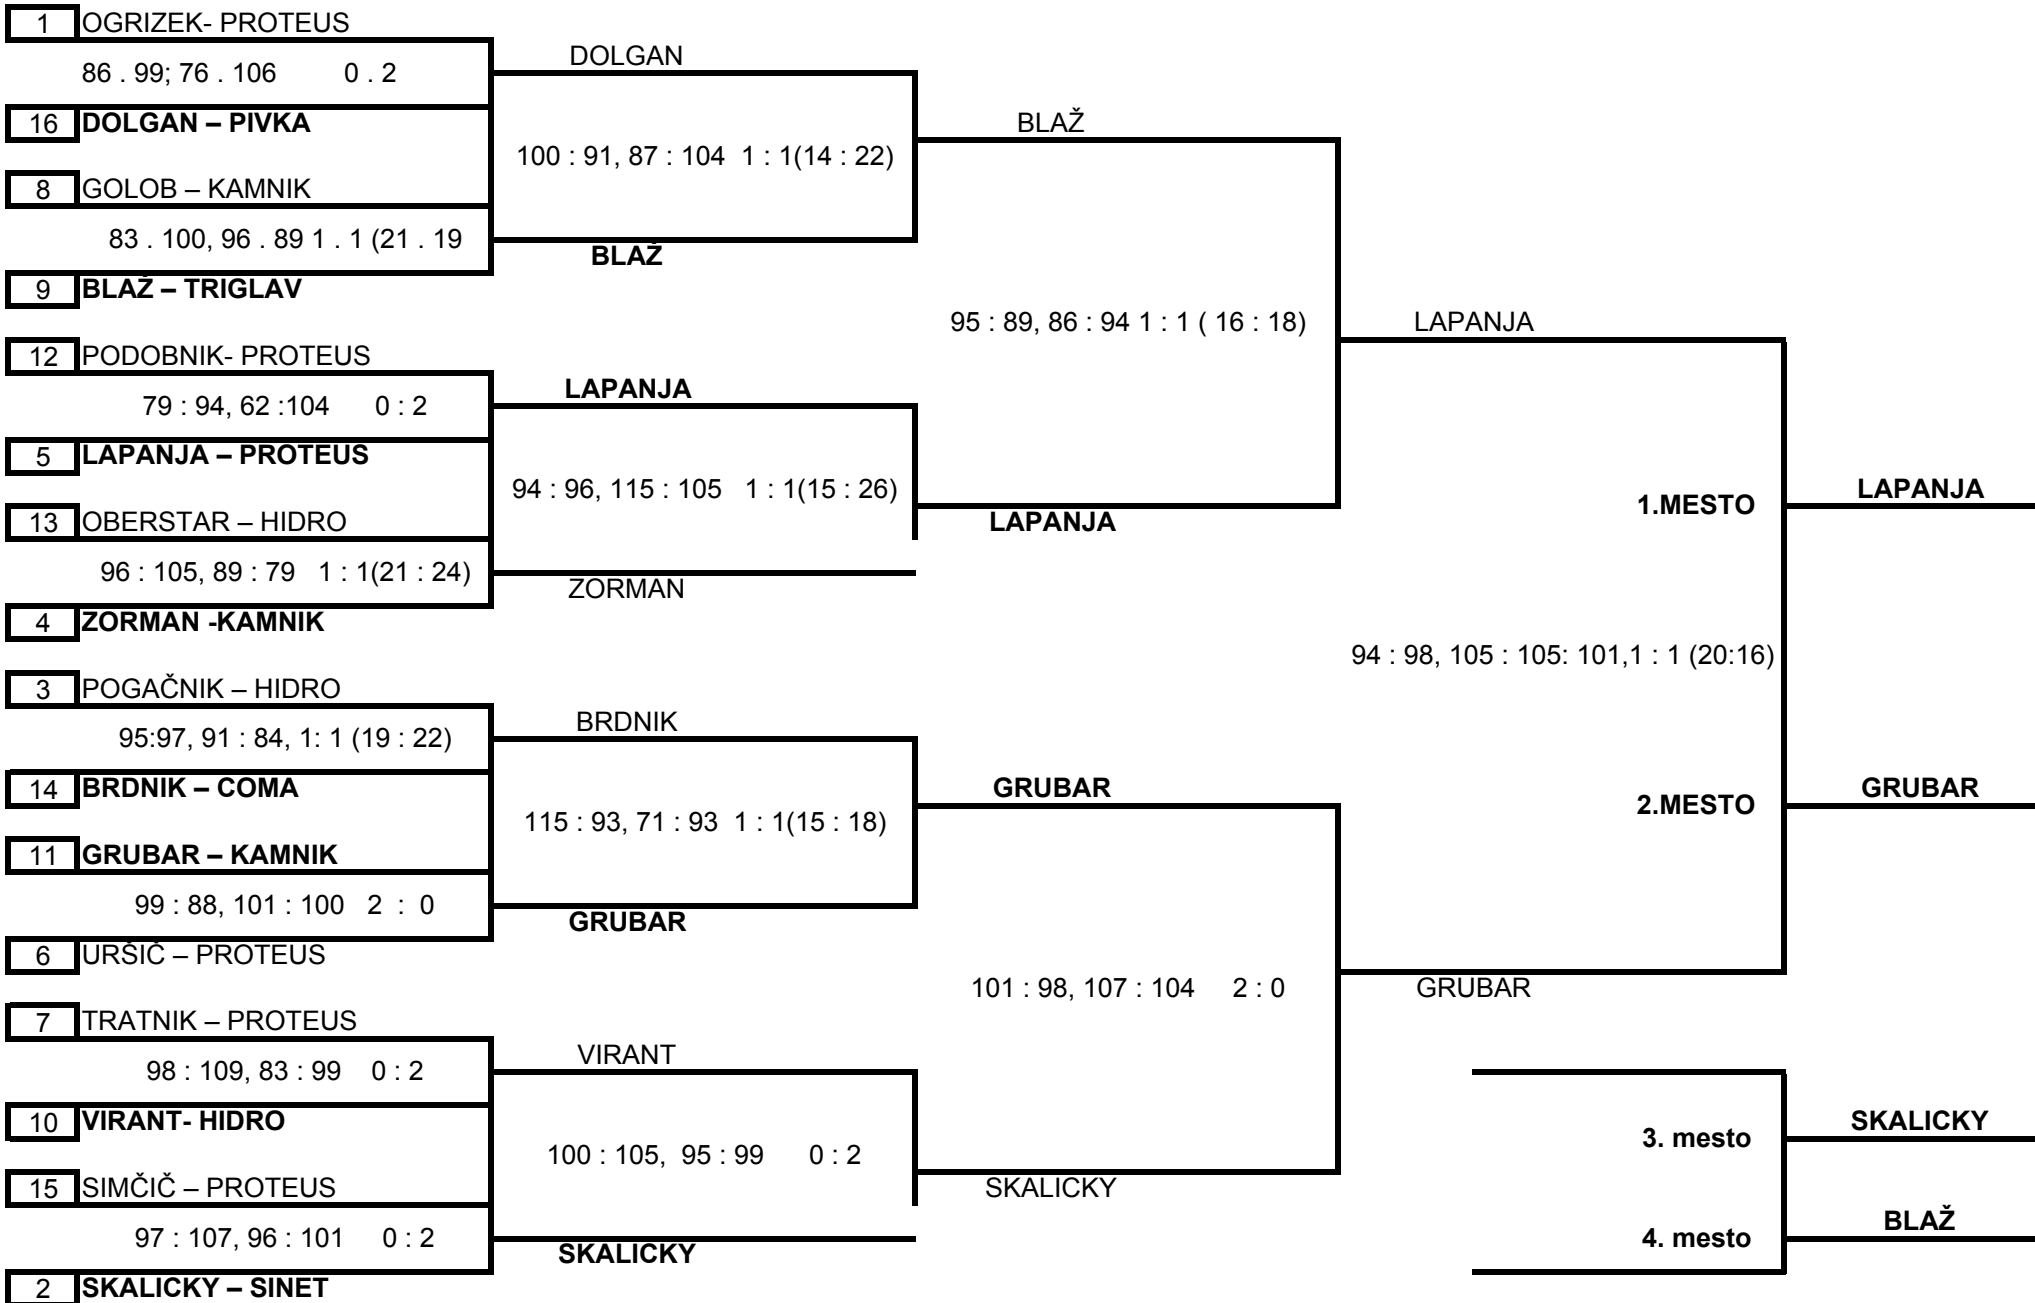 1 OGRIZEK- PROTEUS
86 . 99; 76 . 106 0 . 2
16 DOLGAN – PIVKA
8 GOLOB – KAMNIK
83 . 100, 96 . 89 1 . 1 (21 . 19
9 BLAŽ – TRIGLAV
12 PODOBNIK- PROTEUS
79 : 94, 62 :104 0 : 2
5 LAPANJA – PROTEUS
13 OBERSTAR – HIDRO
96 : 105, 89 : 79 1 : 1(21 : 24)
4 ZORMAN -KAMNIK
3 POGAČNIK – HIDRO
95:97, 91 : 84, 1: 1 (19 : 22)
14 BRDNIK – COMA
11 GRUBAR – KAMNIK
99 : 88, 101 : 100 2 : 0
6 URŠIČ – PROTEUS
7 TRATNIK – PROTEUS
98 : 109, 83 : 99 0 : 2
10 VIRANT- HIDRO
15 SIMČIČ – PROTEUS
97 : 107, 96 : 101 0 : 2
2 SKALICKY – SINET
DOLGAN
100 : 91, 87 : 104 1 : 1(14 : 22)
BLAŽ
LAPANJA
94 : 96, 115 : 105 1 : 1(15 : 26)
ZORMAN
BRDNIK
115 : 93, 71 : 93 1 : 1(15 : 18)
GRUBAR
VIRANT
100 : 105, 95 : 99 0 : 2
SKALICKY
BLAŽ
95 : 89, 86 : 94 1 : 1 ( 16 : 18)
LAPANJA
GRUBAR
101 : 98, 107 : 104 2 : 0
SKALICKY
LAPANJA
94 : 98, 105 : 105: 101,1 : 1 (20:16)
GRUBAR
1.MESTO LAPANJA
2.MESTO GRUBAR
3. mesto SKALICKY
4. mesto BLAŽ